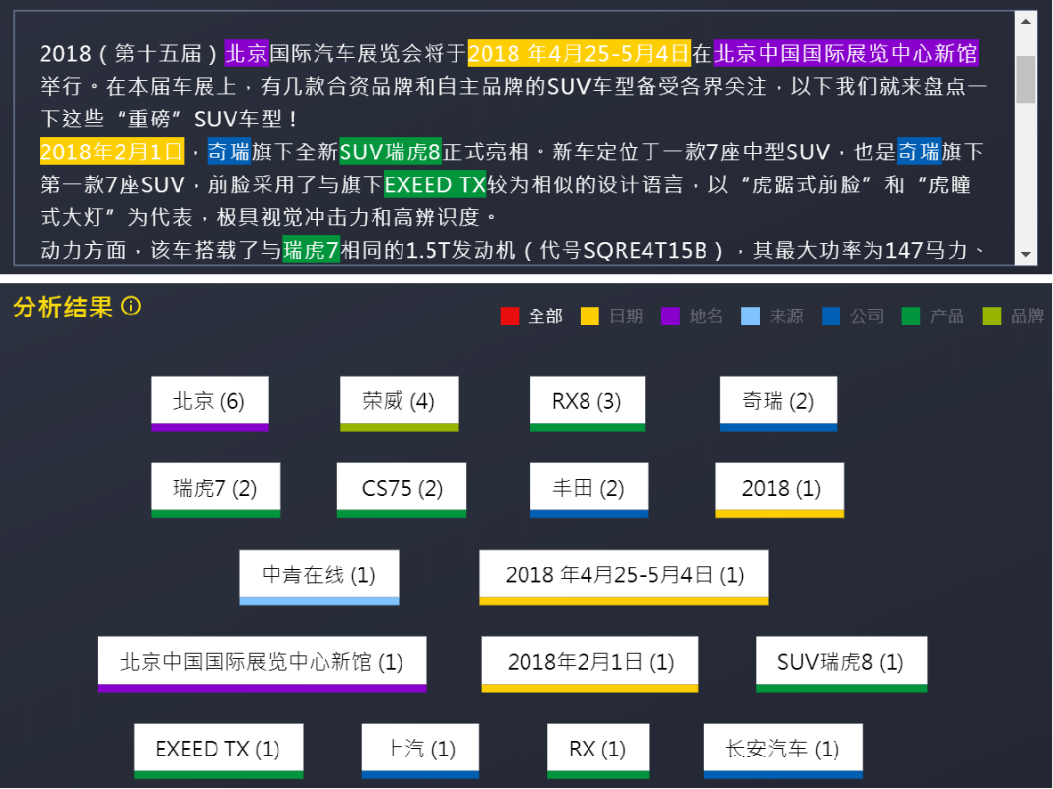 2018（第十五届）北京国际汽车展览会将于2018 年4月25-5月4日在北京中国国际展览中心新馆
举行。在本届车展上，有几款合资品牌和自主品牌的SUV车型备受各界关注，以下我们就来盘点一
下这些“重磅”SUV车型！
2018年2月1日，奇瑞旗下全新SUV瑞虎8正式亮相。新车定位于一款7座中型SUV，也是奇瑞旗下
第一款7座SUV，前脸采用了与旗下EXEED TX较为相似的设计语言，以“虎踞式前脸”和“虎瞳
式大灯”为代表，极具视觉冲击力和高辨识度。
动力方面，该车搭载了与瑞虎7相同的1.5T发动机（代号SQRE4T15B），其最大功率为147马力、
分析结果
全部 日期 地名 来源 公司 产品 品牌
北京 (6) 荣威 (4) RX8 (3) 奇瑞 (2)
瑞虎7 (2) CS75 (2) 丰田 (2) 2018 (1)
中肯在线 (1) 2018 年4月25-5月4日 (1)
北京中国国际展览中心新馆 (1) 2018年2月1日 (1) SUV瑞虎8 (1)
EXEED TX (1) 上汽 (1) RX (1) 长安汽车 (1)